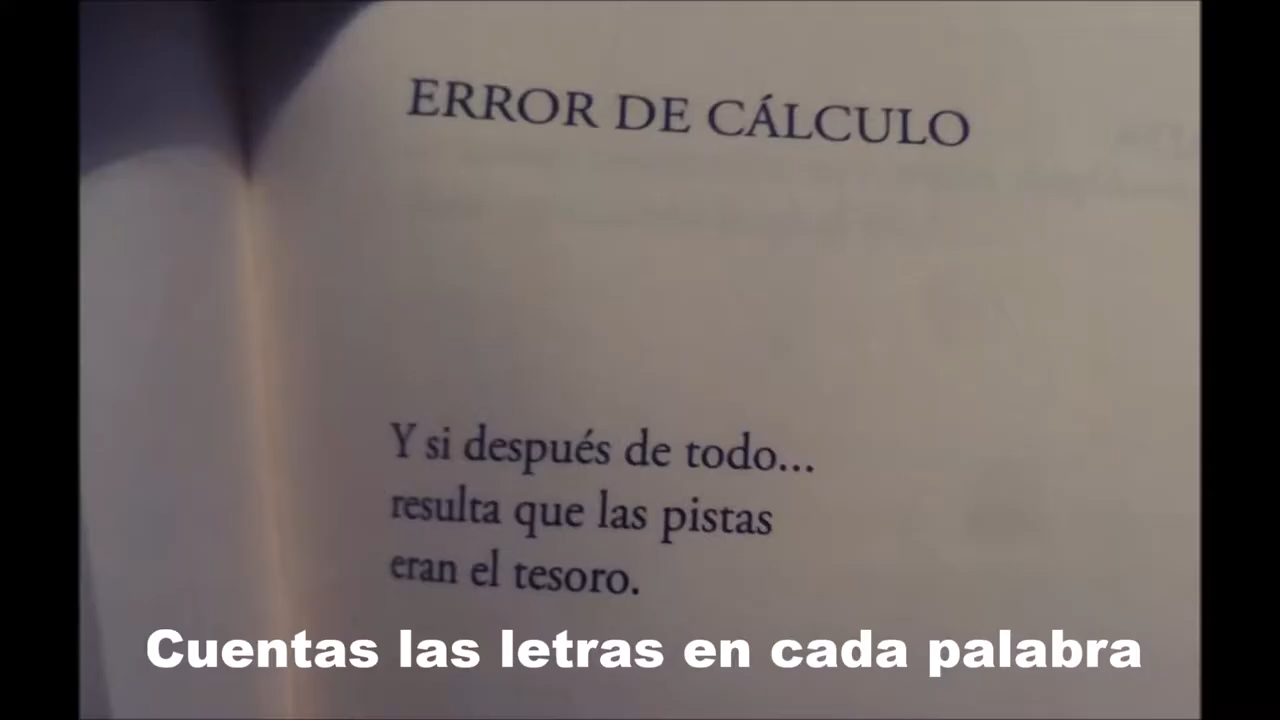 ERROR DE CÁLCULO
Y si después de todo...
resulta que las pistas
eran el tesoro.
Cuentas las letras en cada palabra